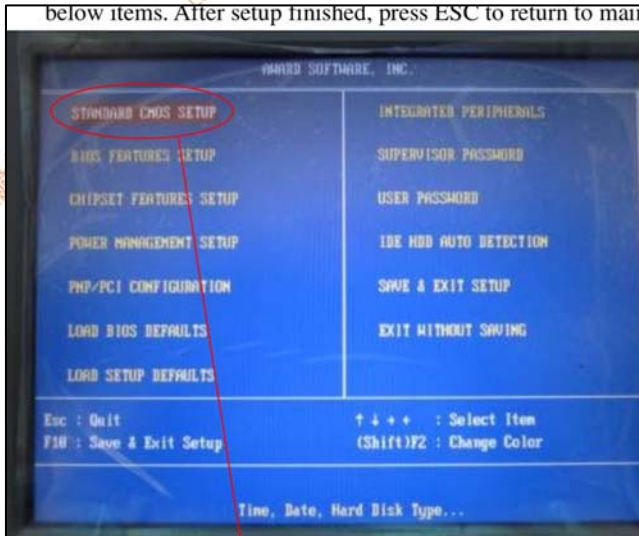 below items. After setup finished, press ESC to return to main
AWARD SOFTWARE, INC.
STANDARD CMOS SETUP
BIOS FEATURES SETUP
CHIPSET FEATURES SETUP
POWER MANAGEMENT SETUP
PNP/PCI CONFIGURATION
LOAD BIOS DEFAULTS
LOAD SETUP DEFAULTS
INTEGRATED PERIPHERALS
SUPERVISOR PASSWORD
USER PASSWORD
IDE HDD AUTO DETECTION
SAVE & EXIT SETUP
EXIT WITHOUT SAVING
Esc : Quit
F10 : Save & Exit Setup
↑ ↓ → ← : Select Item
(Shift)F2 : Change Color
Time, Date, Hard Disk Type...